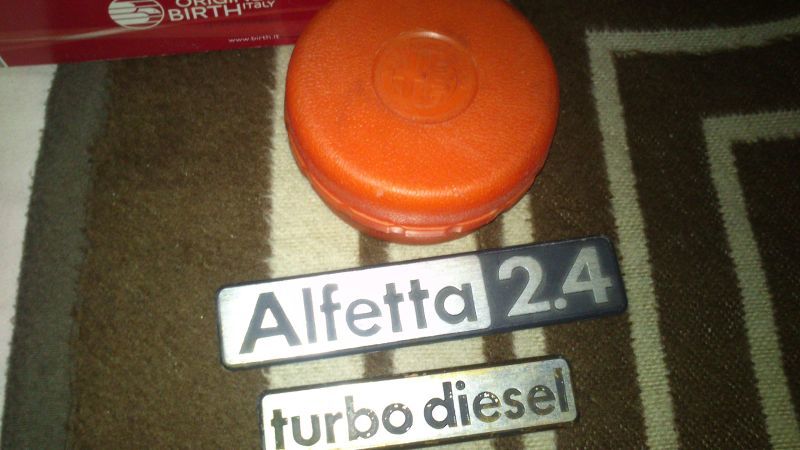 BIRTH
ITALY
www.birth.it
Alfetta 2.4
turbo diesel